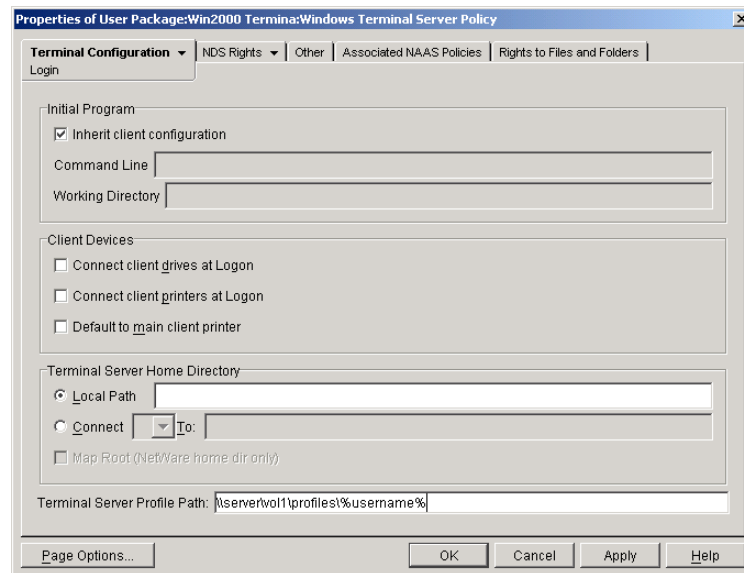 Properties of User Package:Win2000 Termina:Windows Terminal Server Policy
Terminal Configuration NDS Rights Other Associated NAAS Policies Rights to Files and Folders
Login
Initial Program
Inherit client configuration
Command Line
Working Directory
Client Devices
Connect client drives at Logon
Connect client printers at Logon
Default to main client printer
Terminal Server Home Directory
Local Path
Connect To:
Map Root (NetWare home dir only)
Terminal Server Profile Path: \\server\vol1\profiles\%username%
Page Options... OK Cancel Apply Help